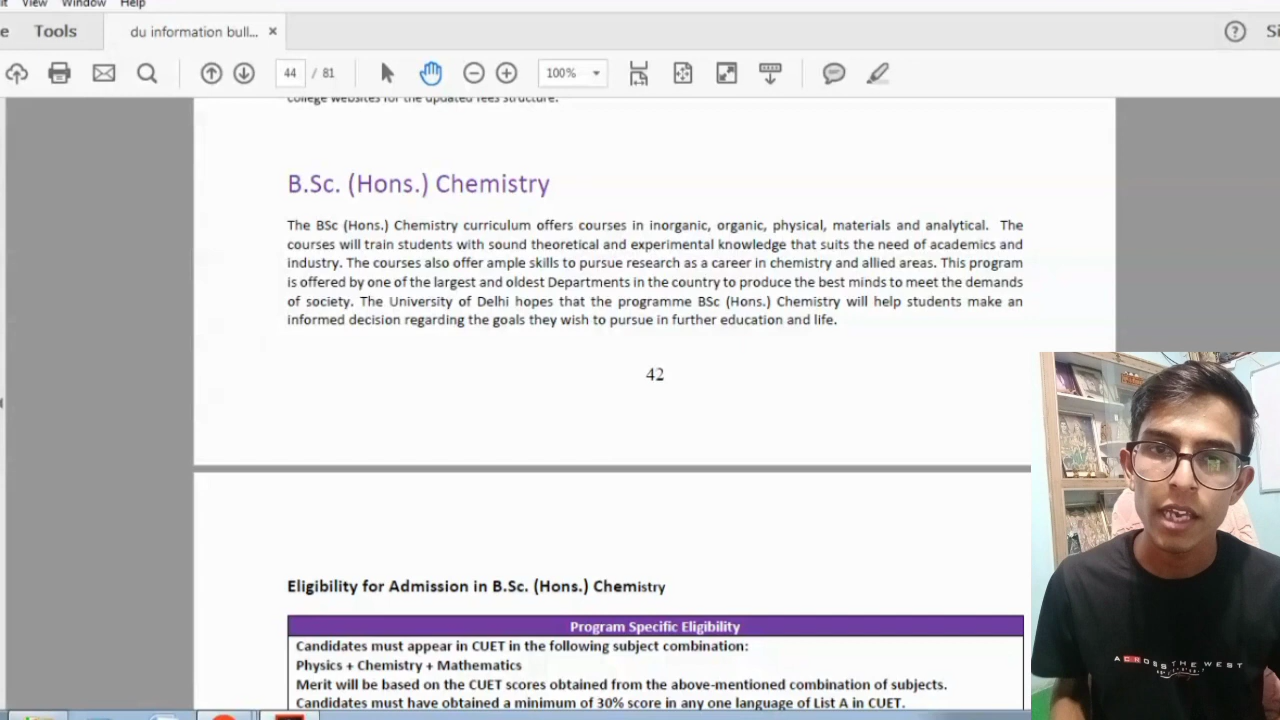 View Window Help
Tools du information bull... ×
44 / 81 100%
college websites for the updated fees structure.
B.Sc. (Hons.) Chemistry
The BSc (Hons.) Chemistry curriculum offers courses in inorganic, organic, physical, materials and analytical. The
courses will train students with sound theoretical and experimental knowledge that suits the need of academics and
industry. The courses also offer ample skills to pursue research as a career in chemistry and allied areas. This program
is offered by one of the largest and oldest Departments in the country to produce the best minds to meet the demands
of society. The University of Delhi hopes that the programme BSc (Hons.) Chemistry will help students make an
informed decision regarding the goals they wish to pursue in further education and life.
42
Eligibility for Admission in B.Sc. (Hons.) Chemistry
Program Specific Eligibility
Candidates must appear in CUET in the following subject combination:
Physics + Chemistry + Mathematics
Merit will be based on the CUET scores obtained from the above-mentioned combination of subjects.
Candidates must have obtained a minimum of 30% score in any one language of List A in CUET.
ACROSS THE WEST